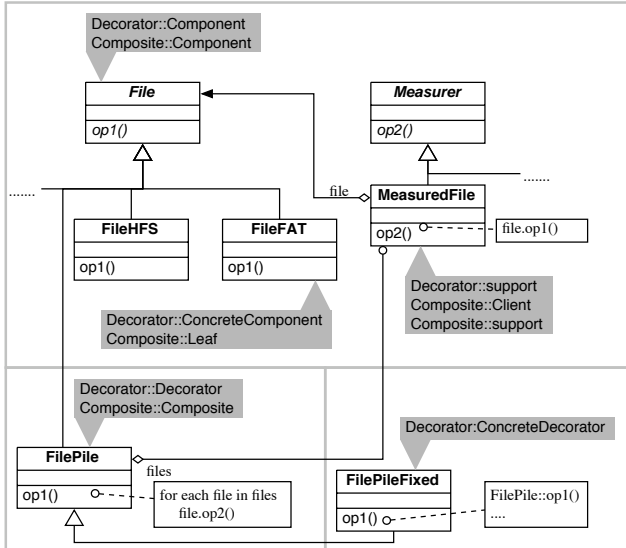 Decorator::Component
Composite::Component
File
op1()
Measurer
op2()
.......
.......
file
MeasuredFile
op2()
file.op1()
FileHFS
op1()
FileFAT
op1()
Decorator::support
Composite::Client
Composite::support
Decorator::ConcreteComponent
Composite::Leaf
Decorator::Decorator
Composite::Composite
Decorator:ConcreteDecorator
FilePile
op1()
files
for each file in files
file.op2()
FilePileFixed
op1()
FilePile::op1()
....